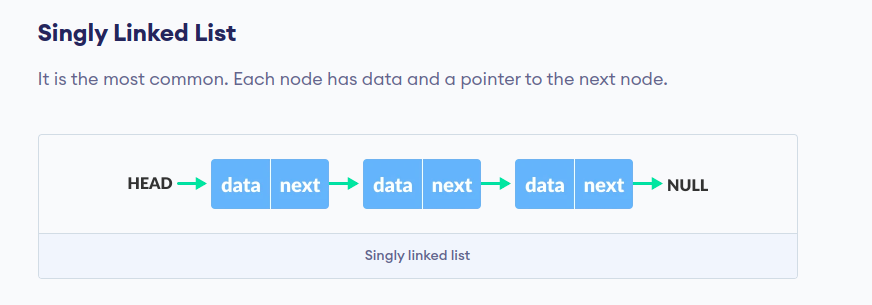 Singly Linked List
It is the most common. Each node has data and a pointer to the next node.
HEAD data next data next data next NULL
Singly linked list